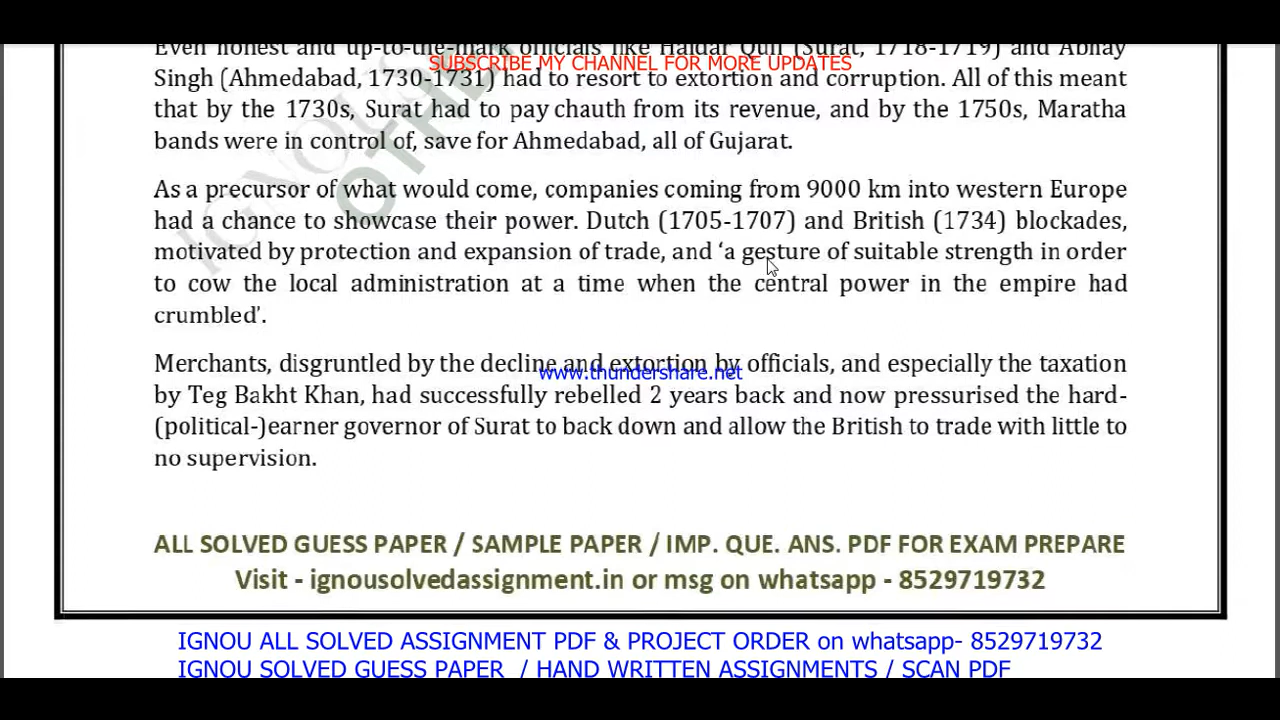 Even honest and up-to-the-mark officials like Haidar Quli (Surat, 1718-1719) and Abhay
SUBSCRIBE MY CHANNEL FOR MORE UPDATES
Singh (Ahmedabad, 1730-1731) had to resort to extortion and corruption. All of this meant
that by the 1730s, Surat had to pay chauth from its revenue, and by the 1750s, Maratha
bands were in control of, save for Ahmedabad, all of Gujarat.
As a precursor of what would come, companies coming from 9000 km into western Europe
had a chance to showcase their power. Dutch (1705-1707) and British (1734) blockades,
motivated by protection and expansion of trade, and ‘a gesture of suitable strength in order
to cow the local administration at a time when the central power in the empire had
crumbled’.
Merchants, disgruntled by the decline and extortion by officials, and especially the taxation
www.thundershare.net
by Teg Bakht Khan, had successfully rebelled 2 years back and now pressurised the hard-
(political-)earner governor of Surat to back down and allow the British to trade with little to
no supervision.
ALL SOLVED GUESS PAPER / SAMPLE PAPER / IMP. QUE. ANS. PDF FOR EXAM PREPARE
Visit - ignousolvedassignment.in or msg on whatsapp - 8529719732
IGNOU ALL SOLVED ASSIGNMENT PDF & PROJECT ORDER on whatsapp- 8529719732
IGNOU SOLVED GUESS PAPER / HAND WRITTEN ASSIGNMENTS / SCAN PDF